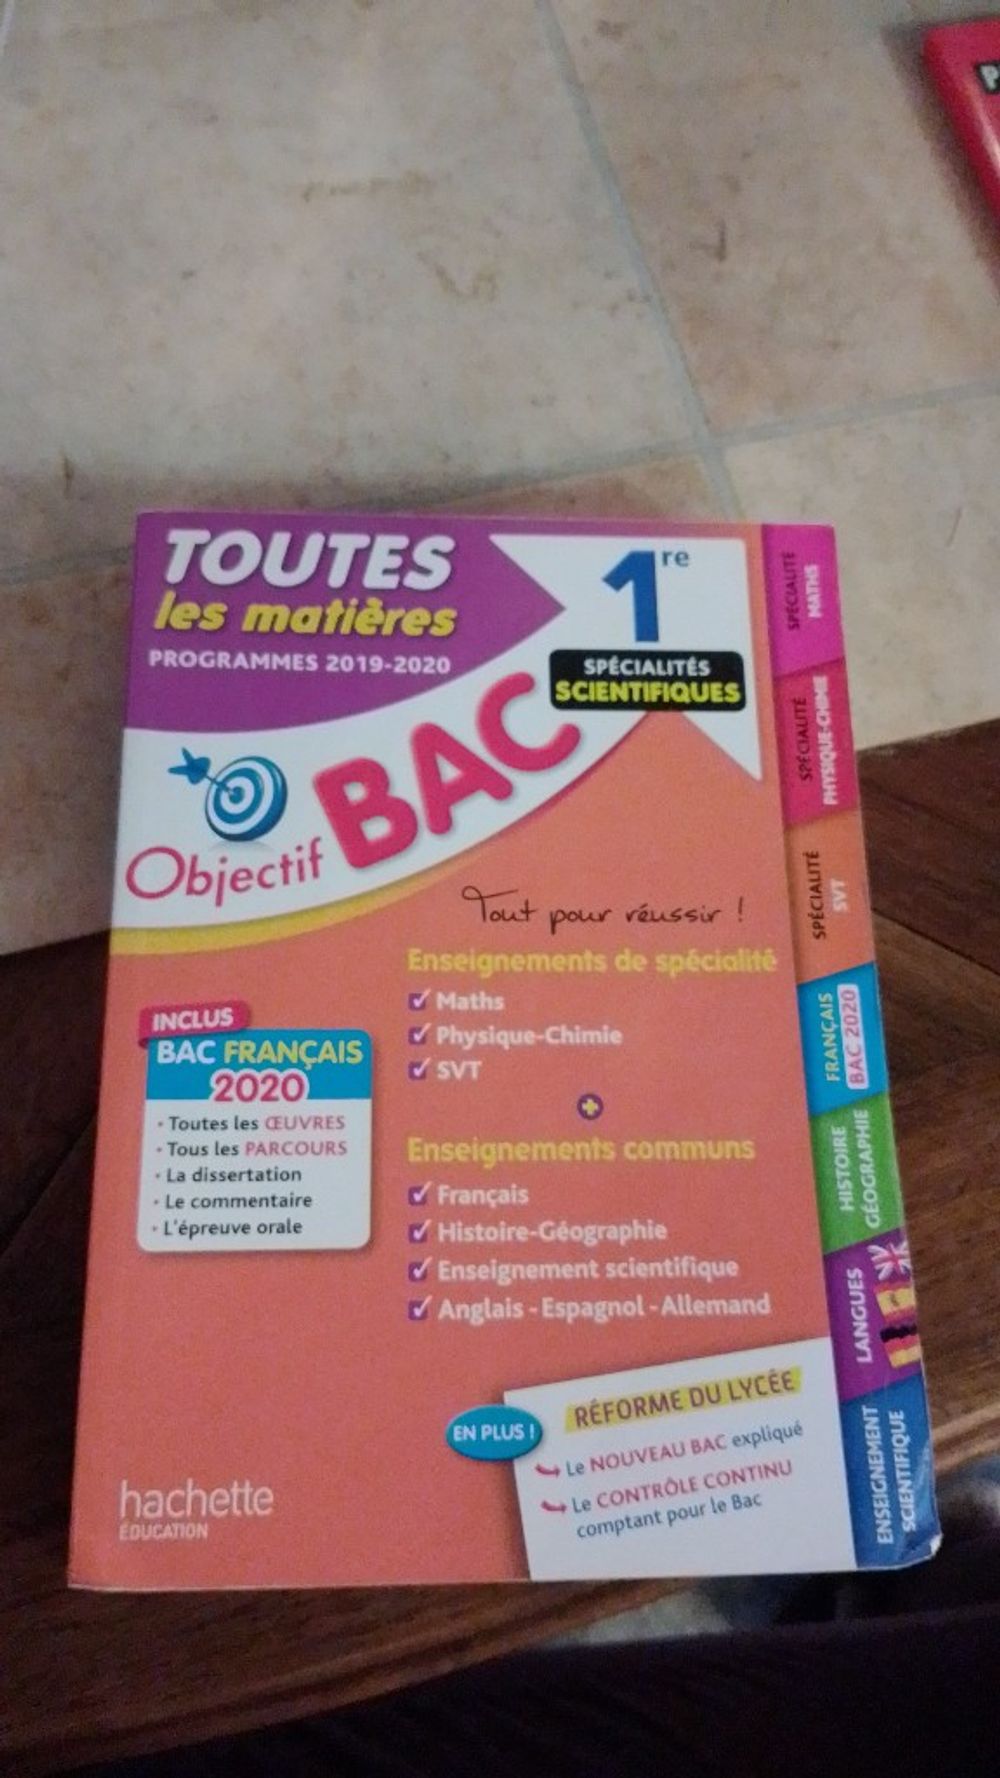 TOUTES
les matières
PROGRAMMES 2019-2020
1re
SPÉCIALITÉS
SCIENTIFIQUES
Objectif BAC
Tout pour réussir !
Enseignements de spécialité
Maths
Physique-Chimie
SVT
+
Enseignements communs
Français
Histoire-Géographie
Enseignement scientifique
Anglais - Espagnol - Allemand
INCLUS
BAC FRANÇAIS
2020
• Toutes les ŒUVRES
• Tous les PARCOURS
• La dissertation
• Le commentaire
• L'épreuve orale
EN PLUS !
RÉFORME DU LYCÉE
Le NOUVEAU BAC expliqué
Le CONTRÔLE CONTINU
comptant pour le Bac
hachette
ÉDUCATION
SPÉCIALITÉ
MATHS
SPÉCIALITÉ
PHYSIQUE-CHIMIE
SPÉCIALITÉ
SVT
FRANÇAIS
BAC 2020
HISTOIRE
GÉOGRAPHIE
LANGUES
ENSEIGNEMENT
SCIENTIFIQUE